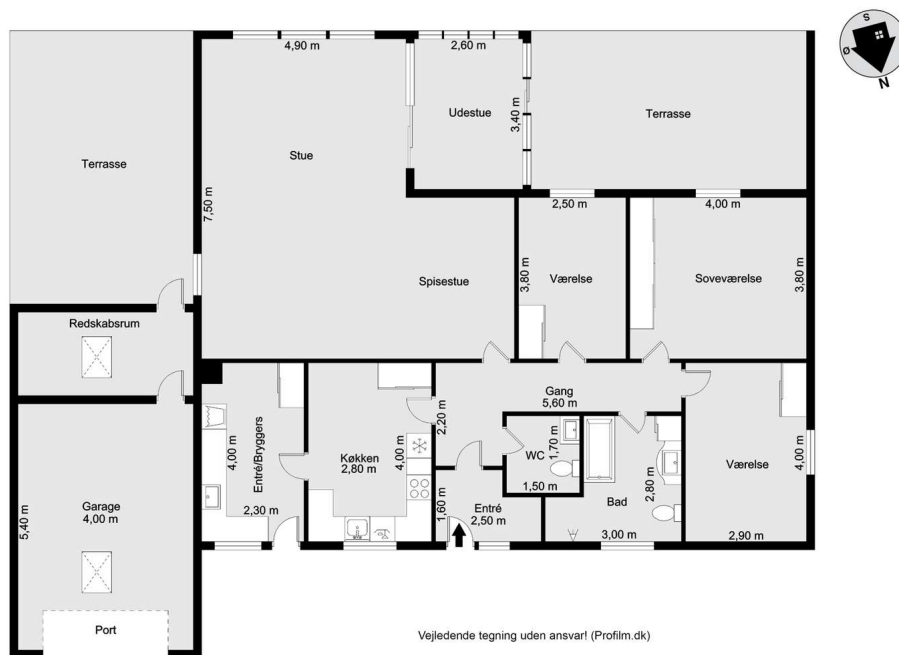 S
Ø
N
4,90 m
2,60 m
Udestue
3,40 m
Terrasse
Stue
Terrasse
7,50 m
2,50 m
4,00 m
Spisestue
3,80 m
Værelse
Soveværelse
3,80 m
Redskabsrum
Gang
5,60 m
2,20 m
Entré/Bryggers
4,00 m
2,30 m
Køkken
2,80 m
4,00 m
WC
1,70 m
1,50 m
Bad
2,80 m
3,00 m
Værelse
4,00 m
2,90 m
Entré
2,50 m
1,60 m
Garage
4,00 m
5,40 m
Port
Vejledende tegning uden ansvar! (Profilm.dk)